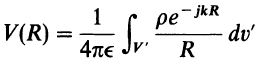 V(R) = \frac{1}{4\pi\epsilon} \int_{V'} \frac{\rho e^{-jkR}}{R} dv'